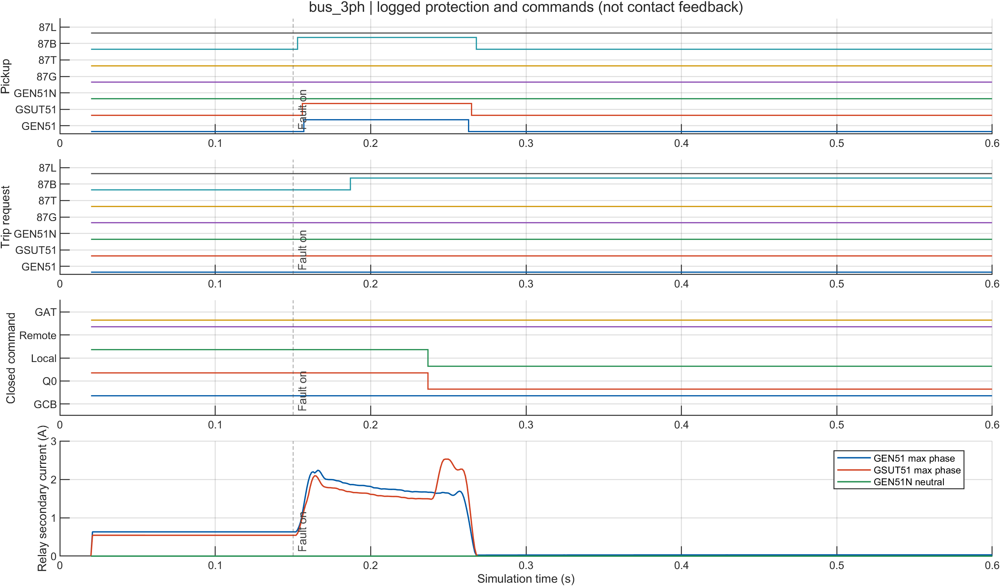 bus_3ph | logged protection and commands (not contact feedback)
Pickup
87L
87B
87T
87G
GEN51N
GSUT51
GEN51
Fault on
0 0.1 0.2 0.3 0.4 0.5 0.6
Trip request
87L
87B
87T
87G
GEN51N
GSUT51
GEN51
Fault on
0 0.1 0.2 0.3 0.4 0.5 0.6
Closed command
GAT
Remote
Local
Q0
GCB
Fault on
0 0.1 0.2 0.3 0.4 0.5 0.6
Relay secondary current (A)
3
2
1
0
Fault on
GEN51 max phase
GSUT51 max phase
GEN51N neutral
0 0.1 0.2 0.3 0.4 0.5 0.6
Simulation time (s)